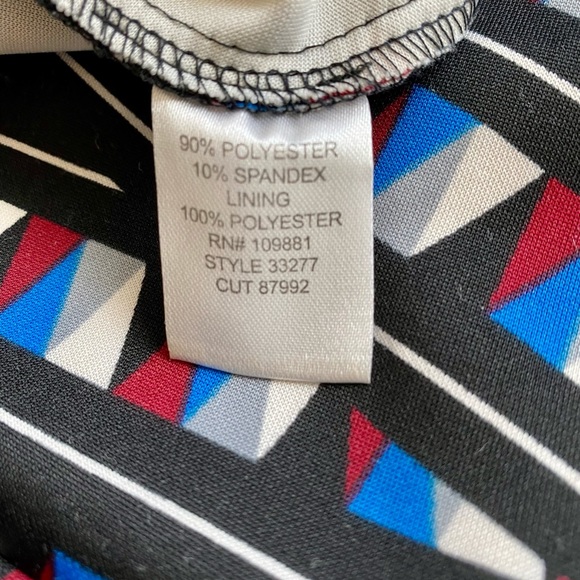 90% POLYESTER
10% SPANDEX
LINING
100% POLYESTER
RN# 109881
STYLE 33277
CUT 87992